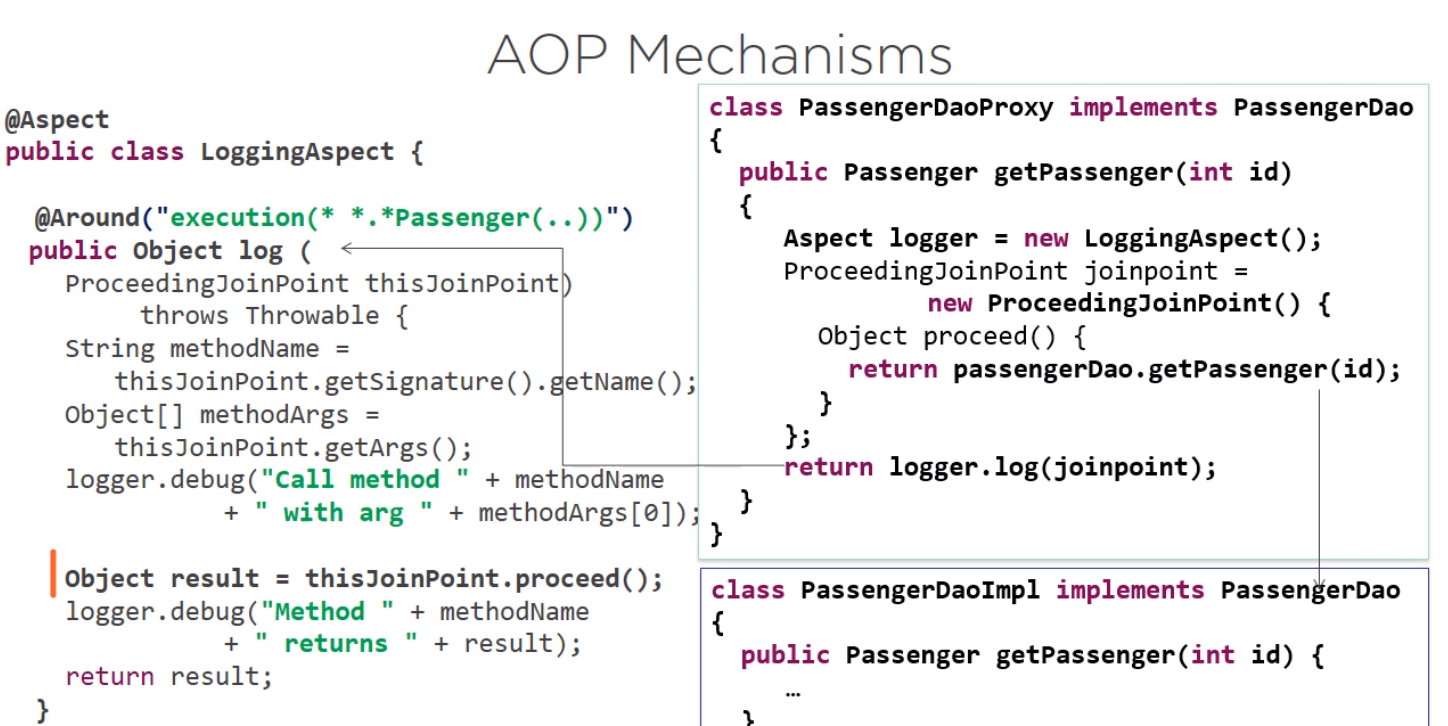 AOP Mechanisms
@Aspect
public class LoggingAspect {
@Around("execution(* *.*Passenger(..))")
public Object log (
ProceedingJoinPoint thisJoinPoint)
throws Throwable {
String methodName =
thisJoinPoint.getSignature().getName();
Object[] methodArgs =
thisJoinPoint.getArgs();
logger.debug("Call method " + methodName
+ " with arg " + methodArgs[0]);
Object result = thisJoinPoint.proceed();
logger.debug("Method " + methodName
+ " returns " + result);
return result;
}
class PassengerDaoProxy implements PassengerDao
{
public Passenger getPassenger(int id)
{
Aspect logger = new LoggingAspect();
ProceedingJoinPoint joinpoint =
new ProceedingJoinPoint() {
Object proceed() {
return passengerDao.getPassenger(id);
}
};
return logger.log(joinpoint);
}
}
class PassengerDaoImpl implements PassengerDao
{
public Passenger getPassenger(int id) {
…
}